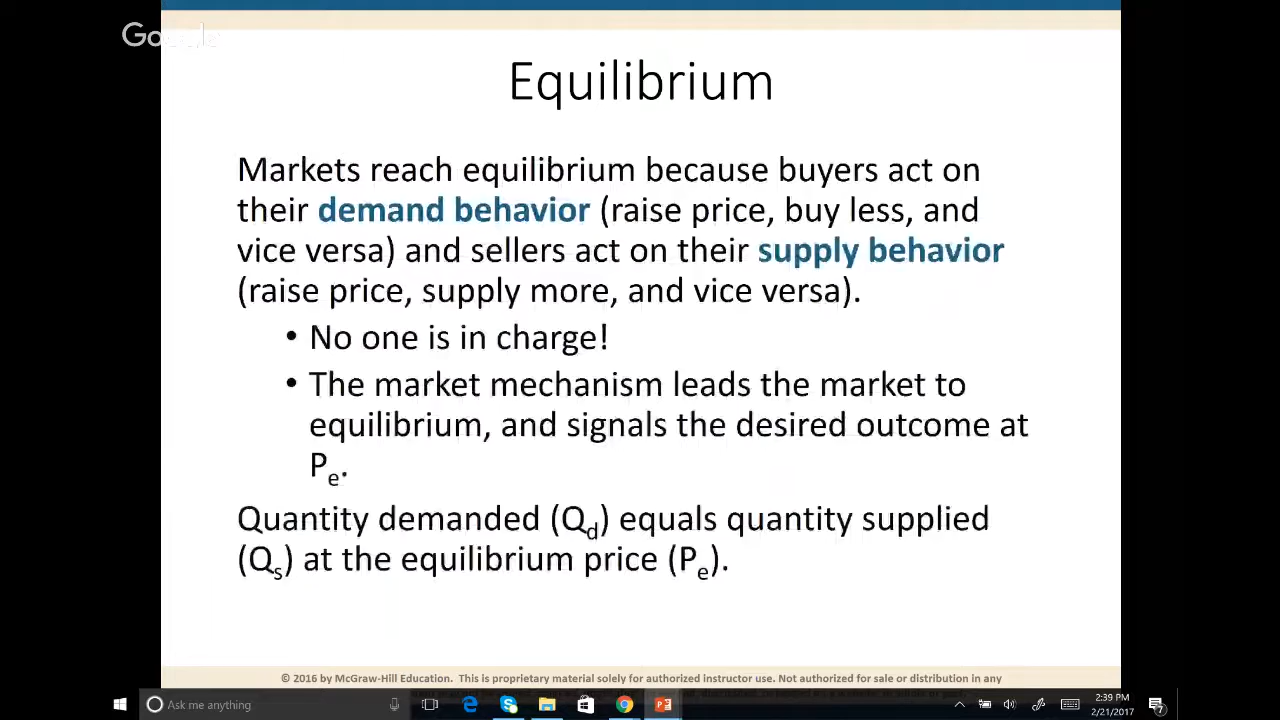 Google
Equilibrium
Markets reach equilibrium because buyers act on
their demand behavior (raise price, buy less, and
vice versa) and sellers act on their supply behavior
(raise price, supply more, and vice versa).
• No one is in charge!
• The market mechanism leads the market to
equilibrium, and signals the desired outcome at
Pe.
Quantity demanded (Qd) equals quantity supplied
(Qs) at the equilibrium price (Pe).
© 2016 by McGraw-Hill Education. This is proprietary material solely for authorized instructor use. Not authorized for sale or distribution in any
Ask me anything
2:39 PM
2/21/2017
7